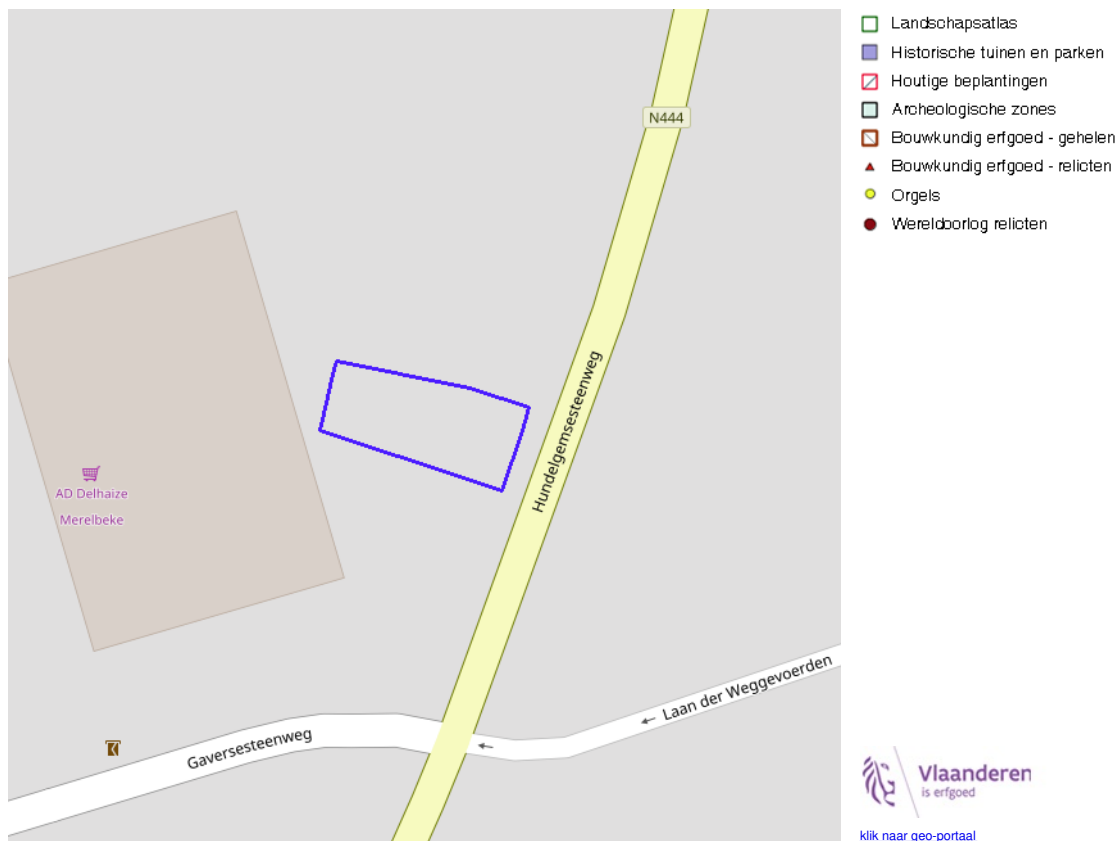 N444
Hundelgemsesteenweg
AD Delhaize
Merelbeke
Laan der Weggevoerden
Gaversesteenweg
Landschapsatlas
Historische tuinen en parken
Houtige beplantingen
Archeologische zones
Bouwkundig erfgoed - gehelen
Bouwkundig erfgoed - relicten
Orgels
Wereldoorlog relicten
Vlaanderen
is erfgoed
klik naar geo-portaal